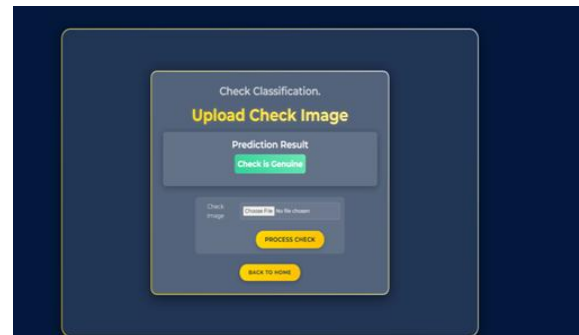 Check Classification.
Upload Check Image
Prediction Result
Check is Genuine
Check
Image
Choose File No file chosen
PROCESS CHECK
BACK TO HOME